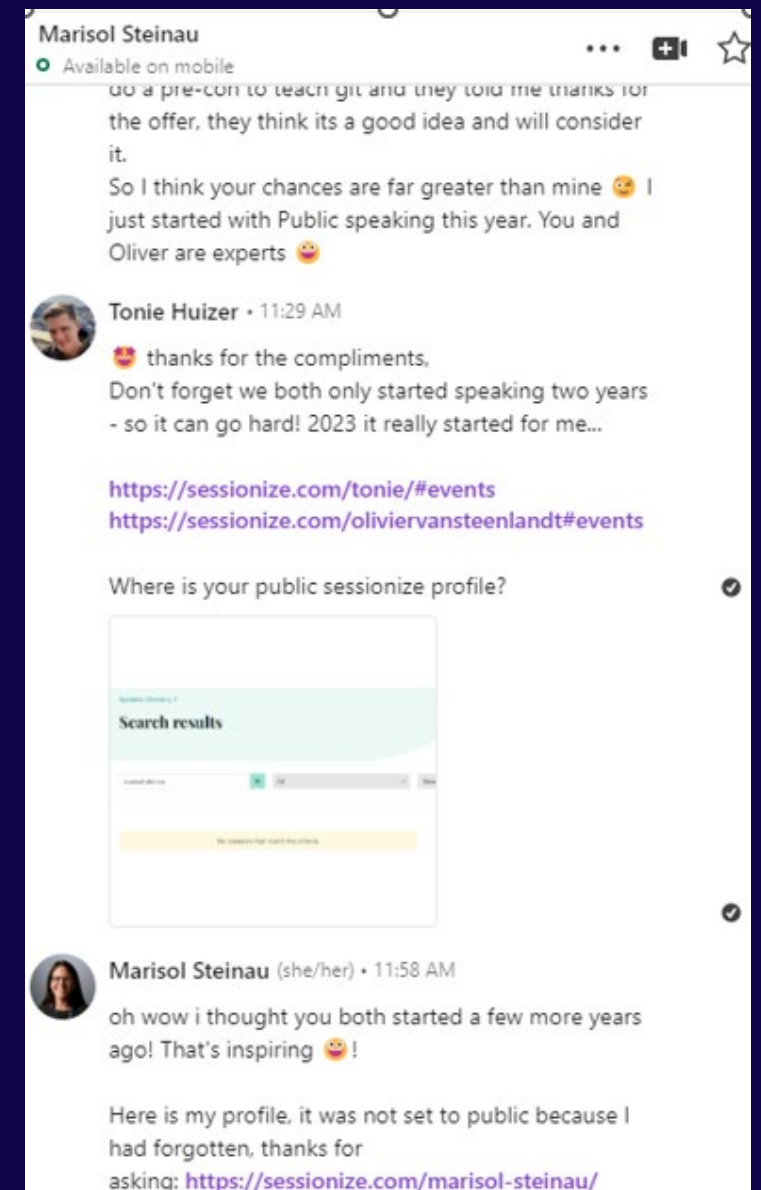 Marisol Steinau
Available on mobile
do a pre-con to teach git and they told me thanks for
the offer, they think its a good idea and will consider
it.
So I think your chances are far greater than mine 😉 I
just started with Public speaking this year. You and
Oliver are experts 😀
Tonie Huizer • 11:29 AM
🤩 thanks for the compliments,
Don't forget we both only started speaking two years
- so it can go hard! 2023 it really started for me...
https://sessionize.com/tonie/#events
https://sessionize.com/oliviervansteenlandt#events
Where is your public sessionize profile?
Search results
Marisol Steinau (she/her) • 11:58 AM
oh wow i thought you both started a few more years
ago! That's inspiring 😀!
Here is my profile, it was not set to public because I
had forgotten, thanks for
asking: https://sessionize.com/marisol-steinau/